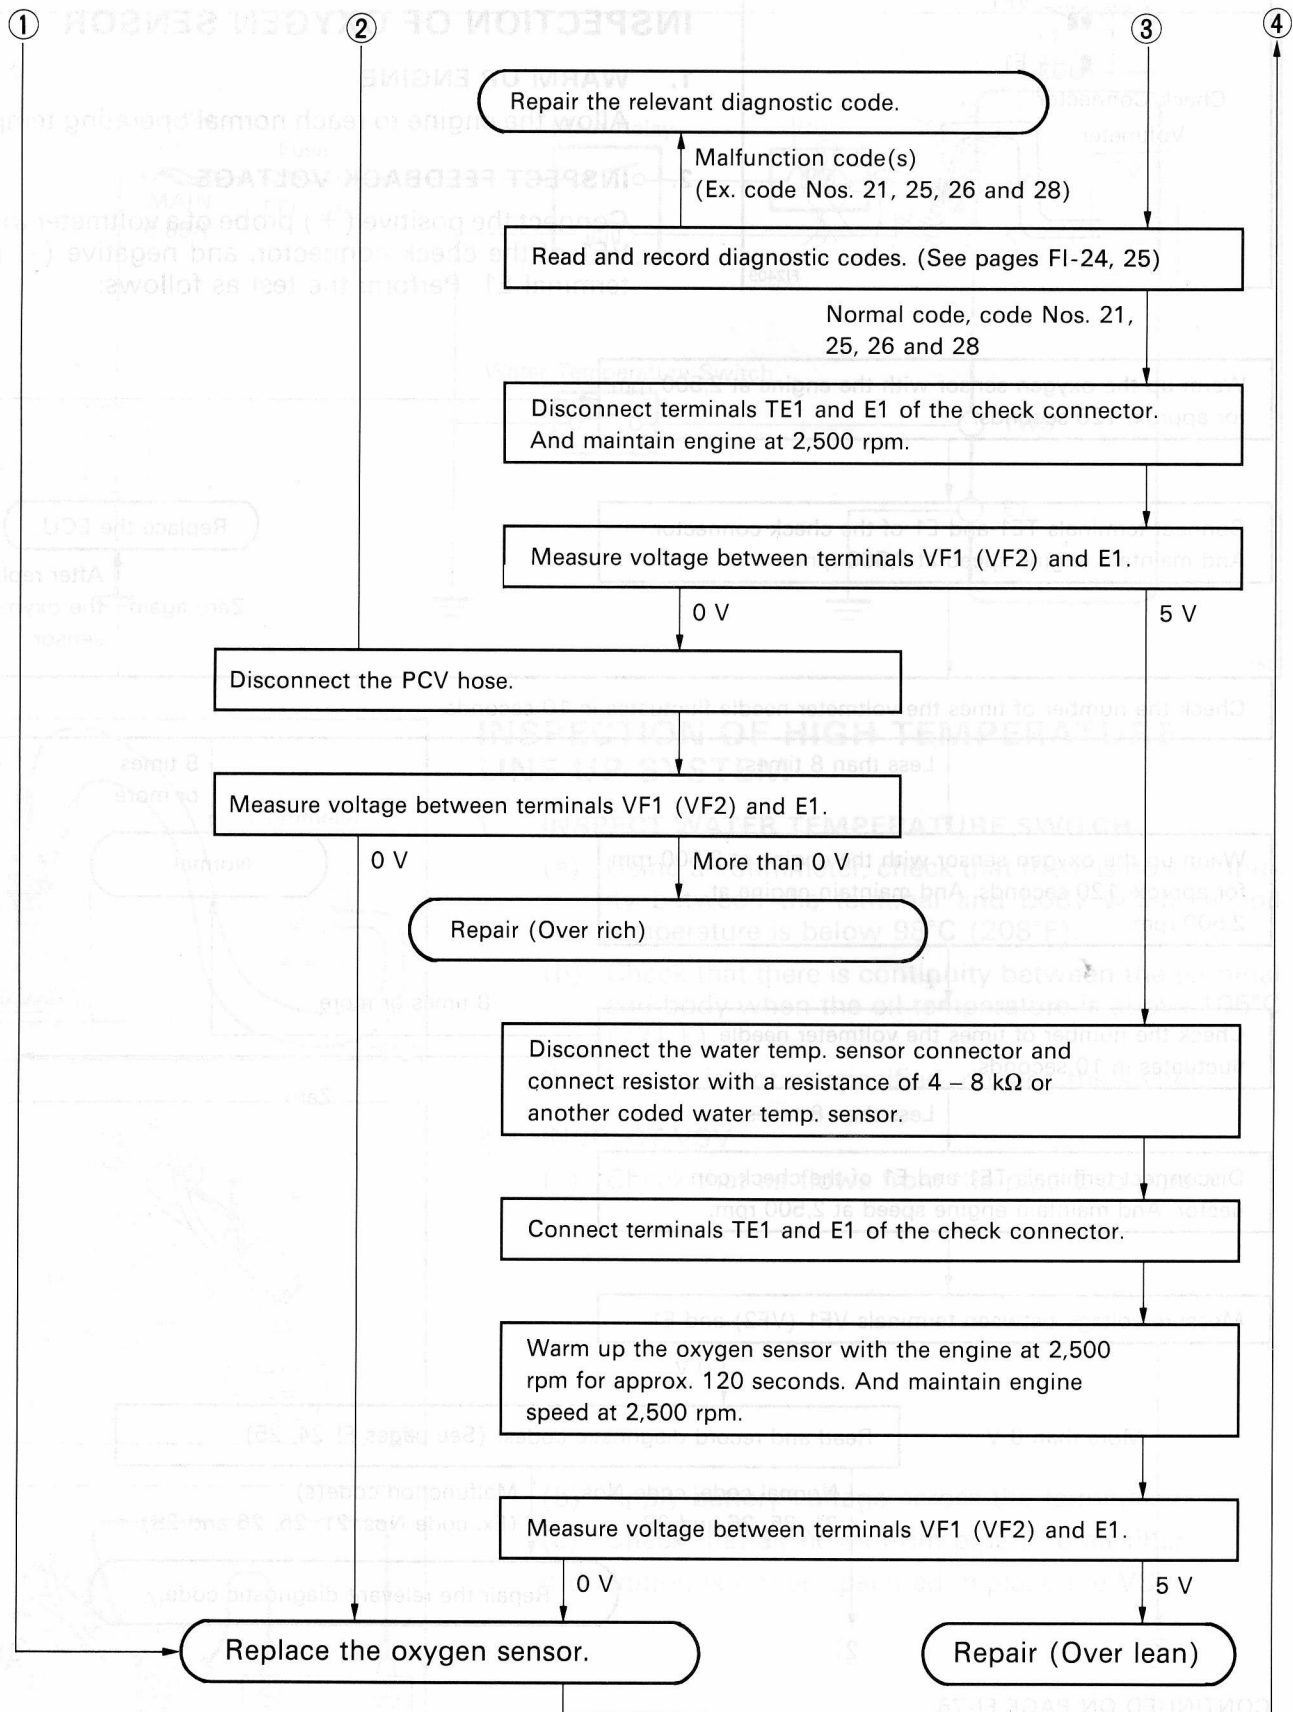 ① ② ③ ④
Repair the relevant diagnostic code.
Malfunction code(s)
(Ex. code Nos. 21, 25, 26 and 28)
Read and record diagnostic codes. (See pages FI-24, 25)
Normal code, code Nos. 21,
25, 26 and 28
Disconnect terminals TE1 and E1 of the check connector.
And maintain engine at 2,500 rpm.
Measure voltage between terminals VF1 (VF2) and E1.
0 V
5 V
Disconnect the PCV hose.
Measure voltage between terminals VF1 (VF2) and E1.
0 V
More than 0 V
Repair (Over rich)
Disconnect the water temp. sensor connector and
connect resistor with a resistance of 4 – 8 kΩ or
another coded water temp. sensor.
Connect terminals TE1 and E1 of the check connector.
Warm up the oxygen sensor with the engine at 2,500
rpm for approx. 120 seconds. And maintain engine
speed at 2,500 rpm.
Measure voltage between terminals VF1 (VF2) and E1.
0 V
5 V
Replace the oxygen sensor.
Repair (Over lean)